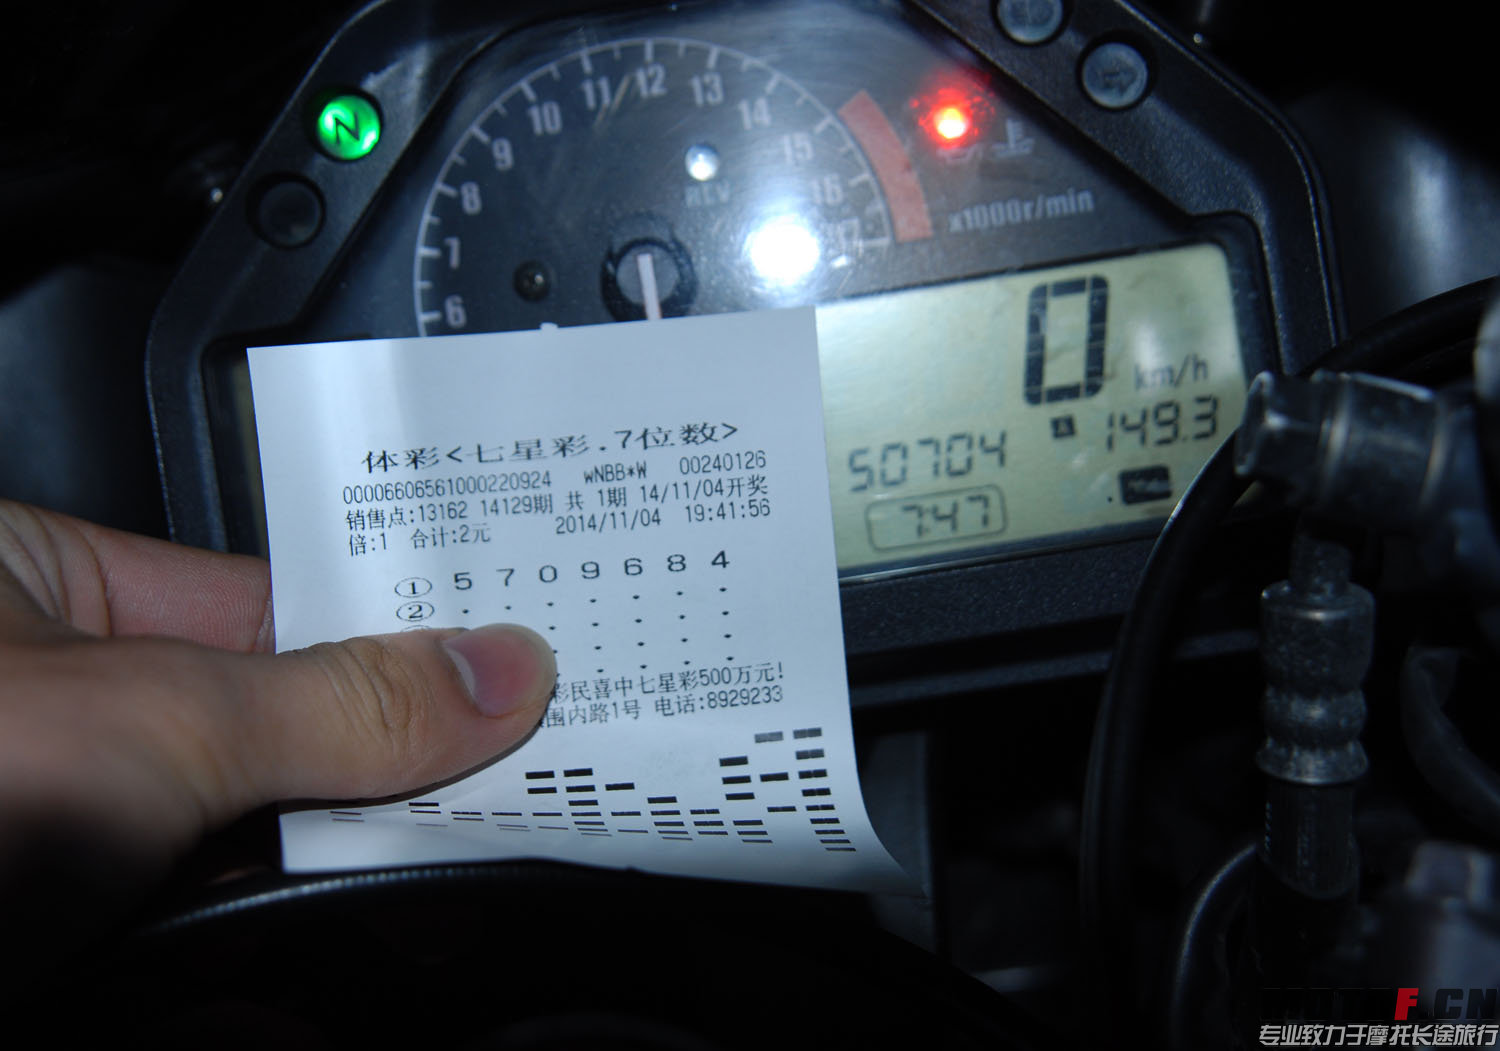 N
6
7
8
9
10
11
12
13
14
15
16
17
REV
x1000r/min
0
km/h
50704
A 149.3
7:47
体彩<七星彩.7位数>
00006606561000220924 wNBB*W 00240126
销售点:13162 14129期 共 1期 14/11/04开奖
倍:1 合计:2元 2014/11/04 19:41:56
① 5 7 0 9 6 8 4
②
彩民喜中七星彩500万元!
围内路1号 电话:8929233
MOTOF.CN
专业致力于摩托长途旅行